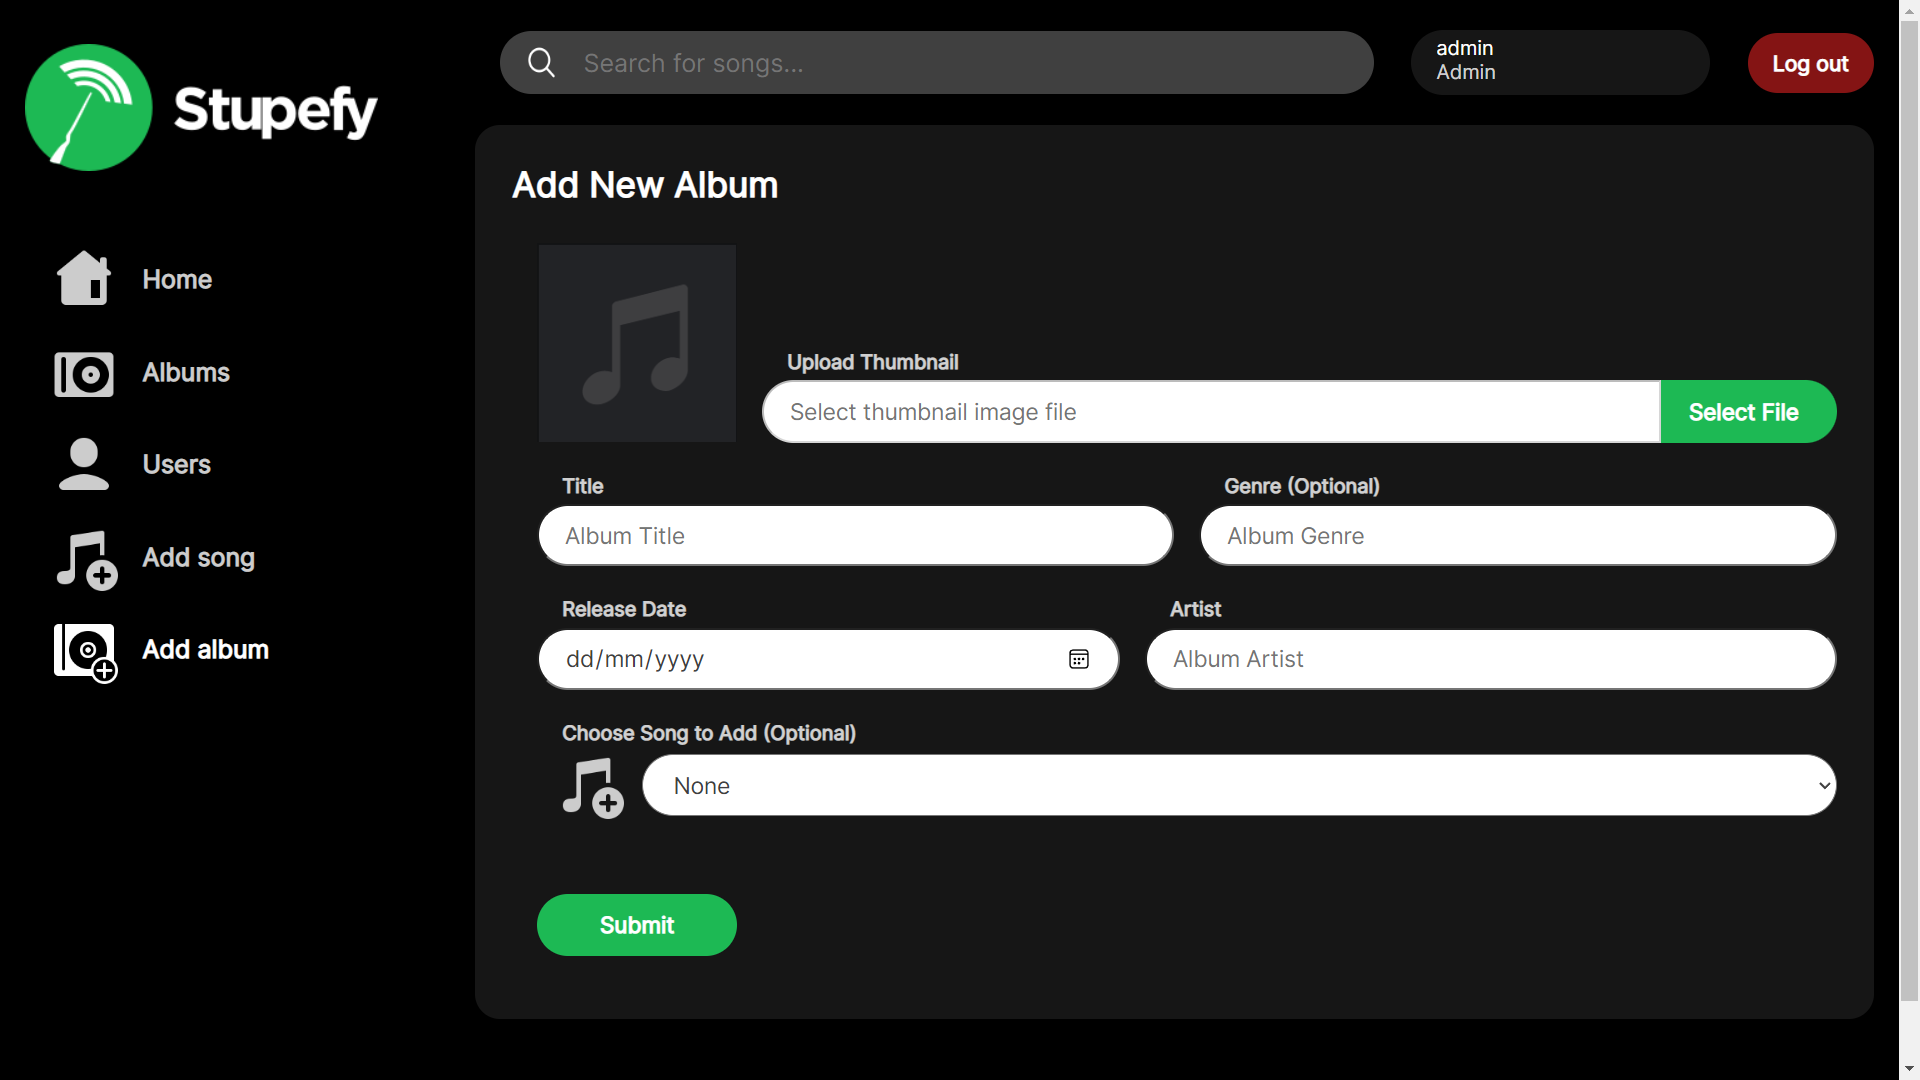 Stupefy
Search for songs...
admin
Admin
Log out
Home
Albums
Users
Add song
Add album
Add New Album
Upload Thumbnail
Select thumbnail image file
Select File
Title
Album Title
Genre (Optional)
Album Genre
Release Date
dd/mm/yyyy
Artist
Album Artist
Choose Song to Add (Optional)
None
Submit